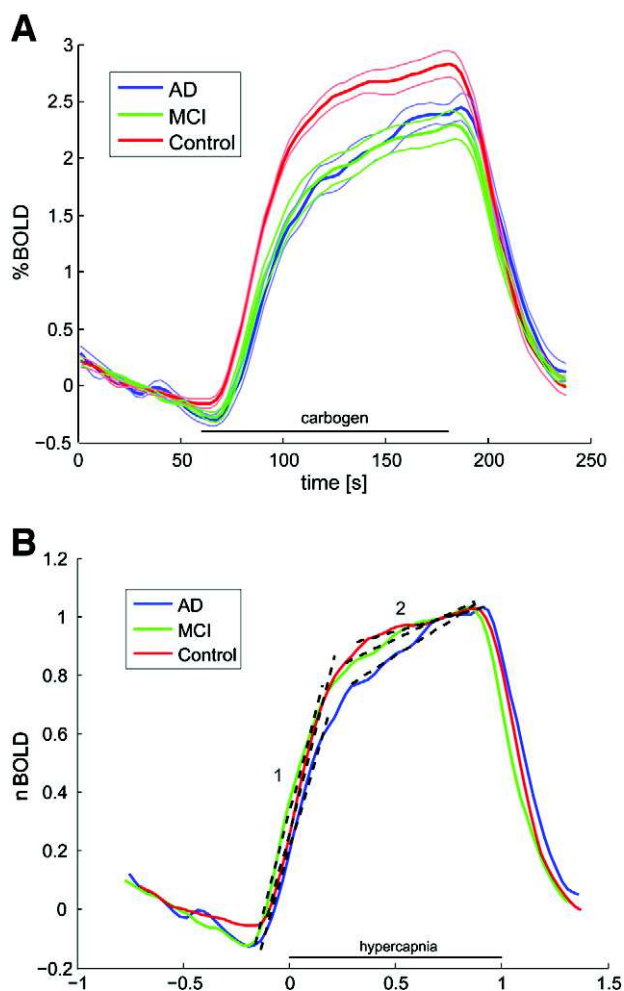 A
3
2.5
2
1.5
1
0.5
0
−0.5
%BOLD
AD
MCI
Control
carbogen
0 50 100 150 200 250
time [s]
B
1.2
1
0.8
0.6
0.4
0.2
0
−0.2
nBOLD
AD
MCI
Control
2
1
hypercapnia
−1 −0.5 0 0.5 1 1.5